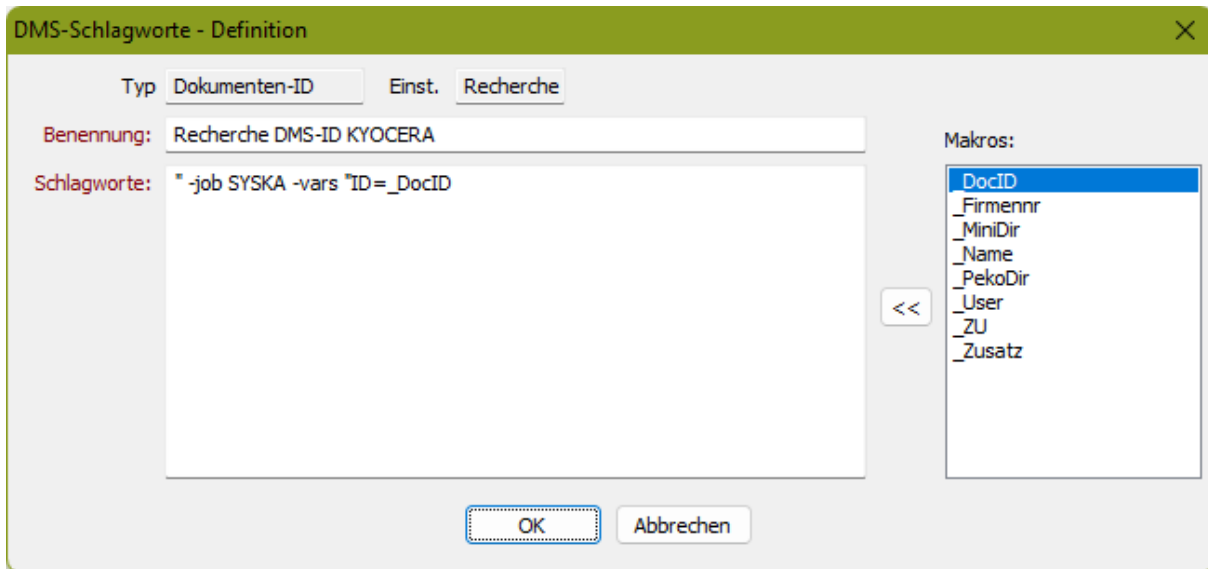 DMS-Schlagworte - Definition
Typ Dokumenten-ID Einst. Recherche
Benennung: Recherche DMS-ID KYOCERA
Makros:
Schlagworte: " -job SYSKA -vars "ID=_DocID
_DocID
_Firmennr
_MiniDir
_Name
_PekoDir
_User
_ZU
_Zusatz
<<
OK Abbrechen